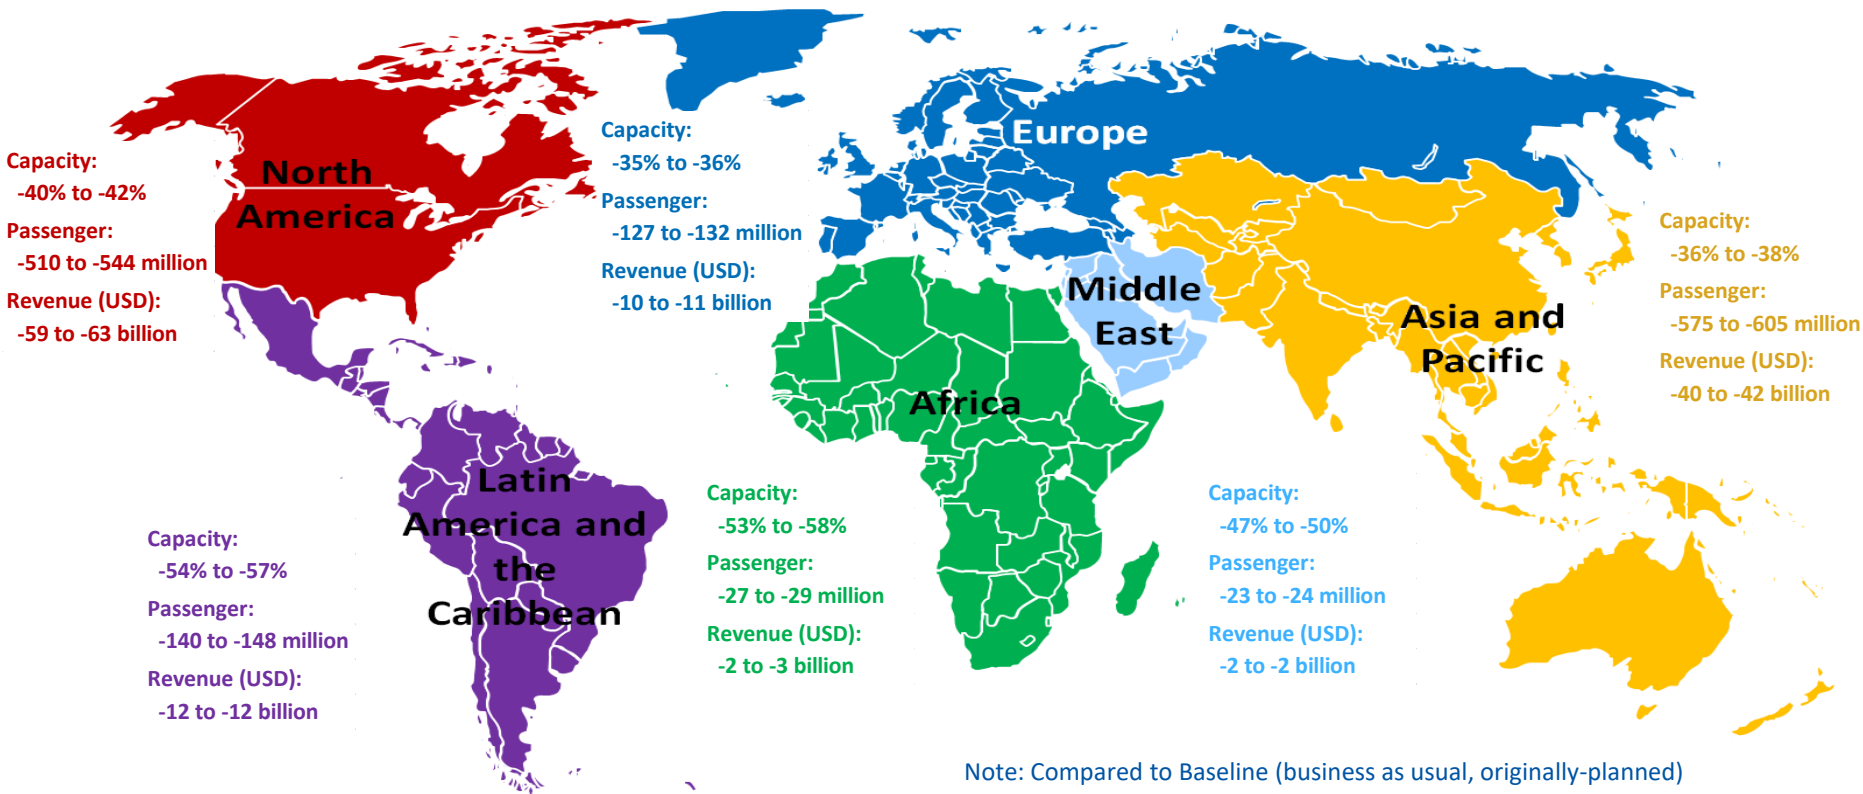 North
America
Capacity:
-40% to -42%
Passenger:
-510 to -544 million
Revenue (USD):
-59 to -63 billion
Capacity:
-35% to -36%
Passenger:
-127 to -132 million
Revenue (USD):
-10 to -11 billion
Europe
Middle
East
Asia and
Pacific
Capacity:
-36% to -38%
Passenger:
-575 to -605 million
Revenue (USD):
-40 to -42 billion
Africa
Latin
America and
the
Caribbean
Capacity:
-54% to -57%
Passenger:
-140 to -148 million
Revenue (USD):
-12 to -12 billion
Capacity:
-53% to -58%
Passenger:
-27 to -29 million
Revenue (USD):
-2 to -3 billion
Capacity:
-47% to -50%
Passenger:
-23 to -24 million
Revenue (USD):
-2 to -2 billion
Note: Compared to Baseline (business as usual, originally-planned)